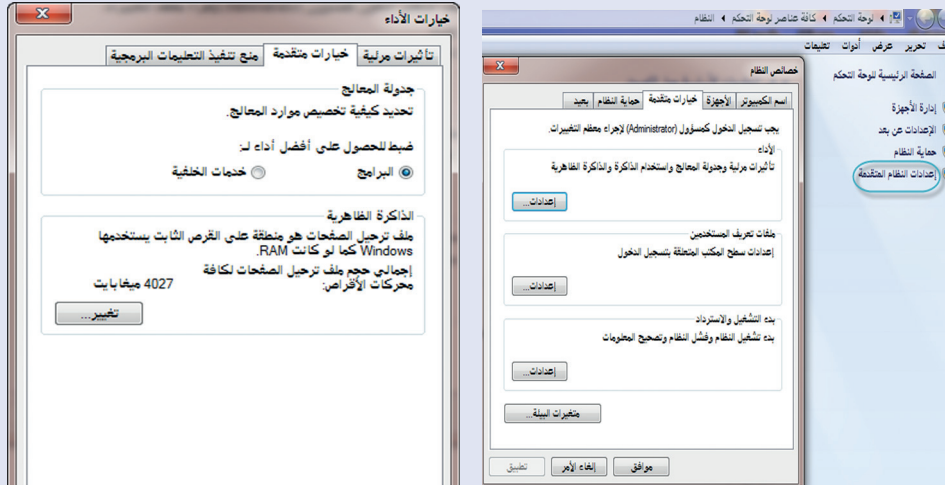 لوحة التحكم ◂ كافة عناصر لوحة التحكم ◂ النظام
تحرير عرض أدوات تعليمات
الصفحة الرئيسية للوحة التحكم
إدارة الأجهزة
الإعدادات عن بعد
حماية النظام
إعدادات النظام المتقدمة
خصائص النظام
اسم الكمبيوتر الأجهزة خيارات متقدمة حماية النظام بعيد
يجب تسجيل الدخول كمسؤول (Administrator) لإجراء معظم التغييرات.
الأداء
تأثيرات مرئية وجدولة المعالج واستخدام الذاكرة والذاكرة الظاهرية
إعدادات...
ملفات تعريف المستخدمين
إعدادات سطح المكتب المتعلقة بتسجيل الدخول
إعدادات...
بدء التشغيل والاسترداد
بدء تشغيل النظام وفشل النظام وتصحيح المعلومات
إعدادات...
متغيرات البيئة...
موافق إلغاء الأمر تطبيق
خيارات الأداء
تأثيرات مرئية خيارات متقدمة منع تنفيذ التعليمات البرمجية
جدولة المعالج
تحديد كيفية تخصيص موارد المعالج.
ضبط للحصول على أفضل أداء لـ:
البرامج خدمات الخلفية
الذاكرة الظاهرية
ملف ترحيل الصفحات هو منطقة على القرص الثابت يستخدمها
Windows كما لو كانت RAM.
إجمالي حجم ملف ترحيل الصفحات لكافة
محركات الأقراص: 4027 ميغابايت
تغيير...